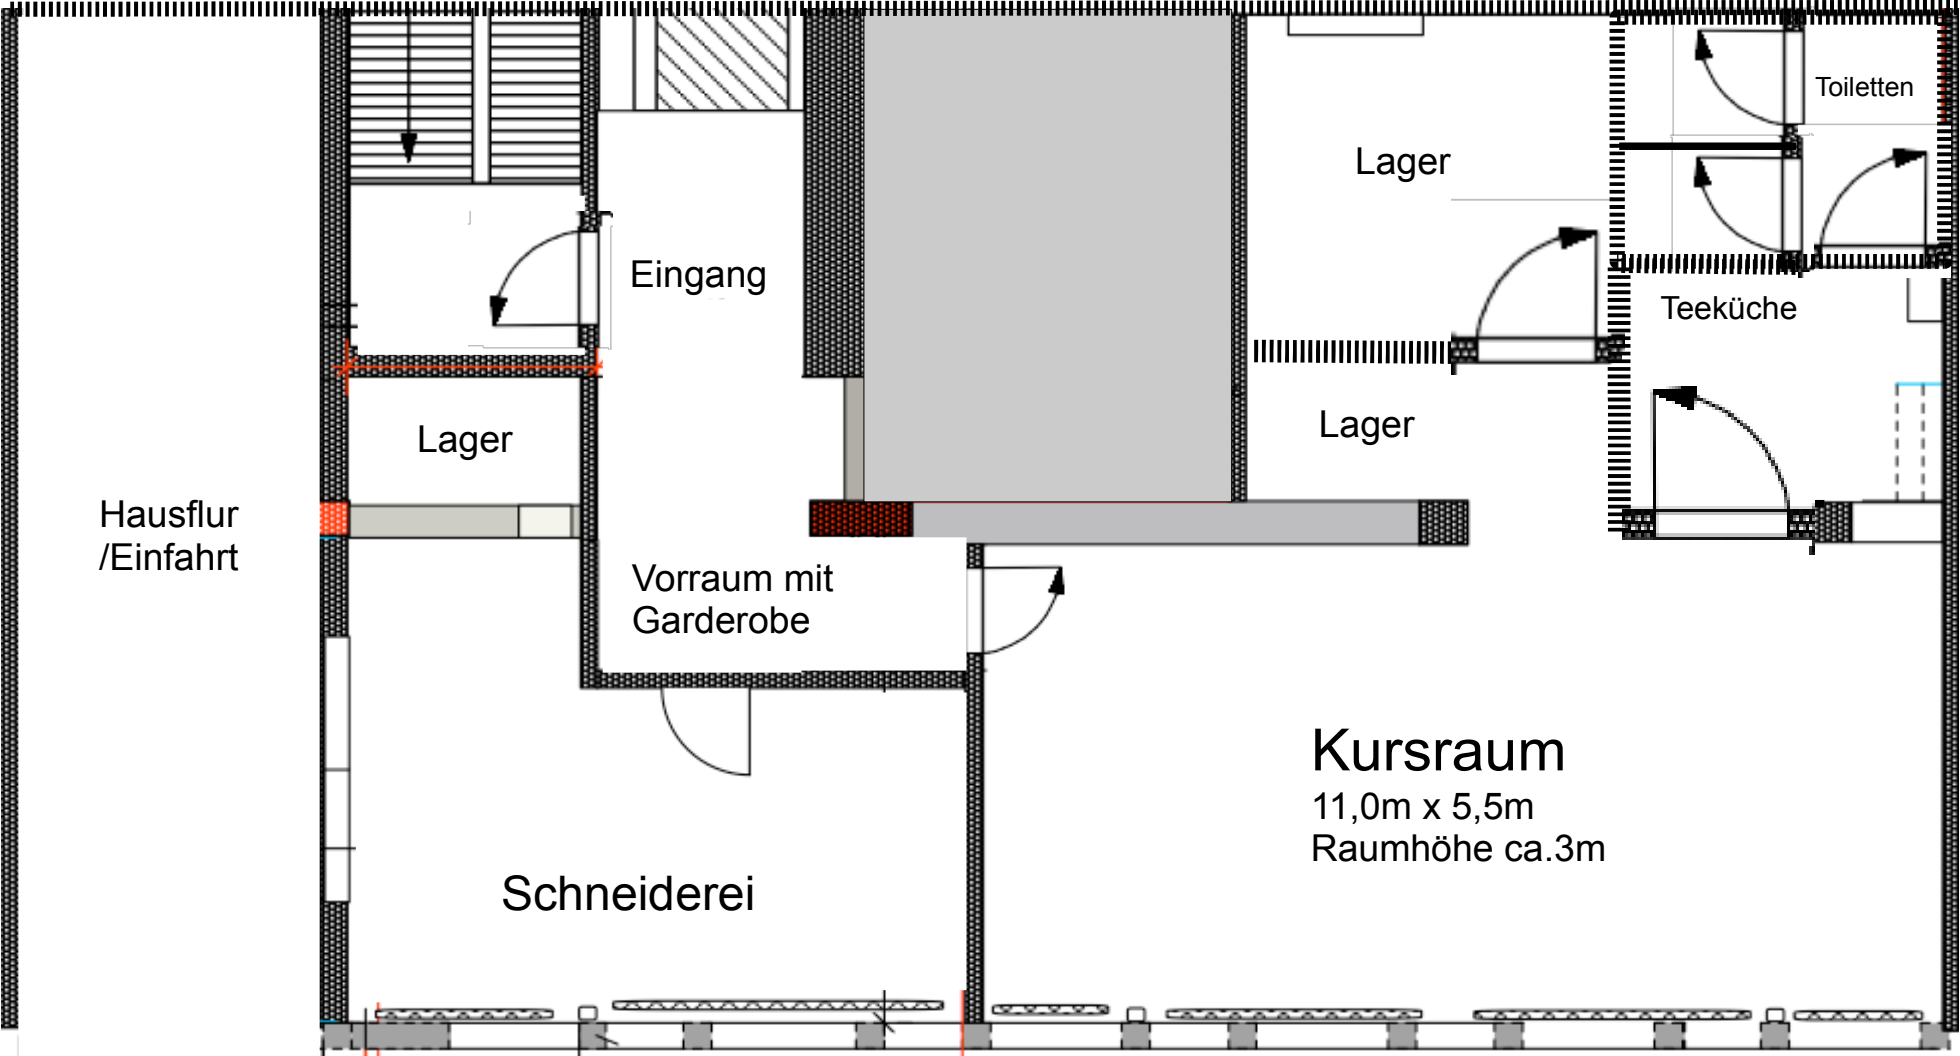 Toiletten
Lager
Eingang
Teeküche
Lager
Lager
Hausflur
/Einfahrt
Vorraum mit
Garderobe
Kursraum
11,0m x 5,5m
Raumhöhe ca.3m
Schneiderei